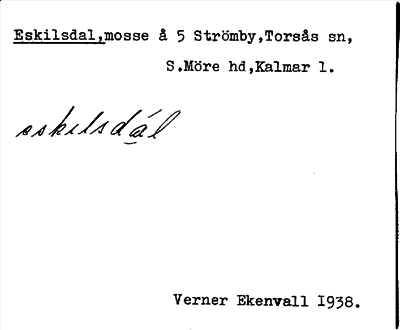 Eskilsdal,mosse å 5 Strömby,Torsås sn,
S.Möre hd,Kalmar l.
eskilsdál
Verner Ekenvall 1938.